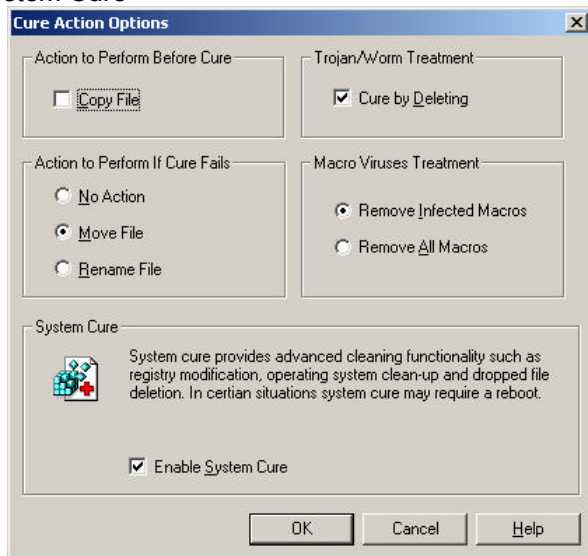 stem Cure
Cure Action Options
Action to Perform Before Cure
Copy File
Trojan/Worm Treatment
Cure by Deleting
Action to Perform If Cure Fails
No Action
Move File
Rename File
Macro Viruses Treatment
Remove Infected Macros
Remove All Macros
System Cure
System cure provides advanced cleaning functionality such as
registry modification, operating system clean-up and dropped file
deletion. In certian situations system cure may require a reboot.
Enable System Cure
OK
Cancel
Help